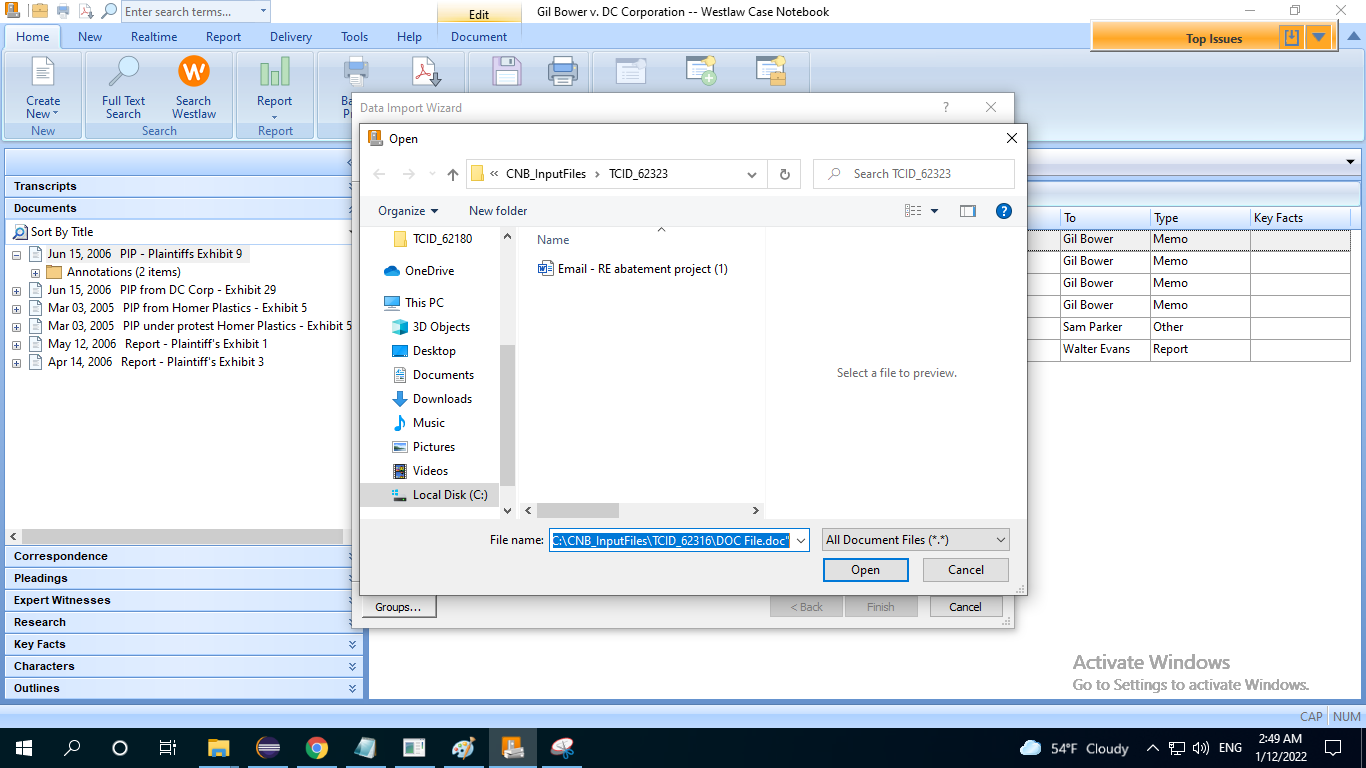 Enter search terms...
Edit
Gil Bower v. DC Corporation -- Westlaw Case Notebook
Home New Realtime Report Delivery Tools Help Document
Top Issues
Create New
Full Text Search
Search Westlaw
Report
New
Search
Report
Data Import Wizard
?
Open
« CNB_InputFiles › TCID_62323
Search TCID_62323
Organize
New folder
Transcripts
Documents
Sort By Title
Jun 15, 2006 PIP - Plaintiffs Exhibit 9
Annotations (2 items)
Jun 15, 2006 PIP from DC Corp - Exhibit 29
Mar 03, 2005 PIP from Homer Plastics - Exhibit 5
Mar 03, 2005 PIP under protest Homer Plastics - Exhibit 5
May 12, 2006 Report - Plaintiff's Exhibit 1
Apr 14, 2006 Report - Plaintiff's Exhibit 3
Correspondence
Pleadings
Expert Witnesses
Research
Key Facts
Characters
Outlines
TCID_62180
OneDrive
This PC
3D Objects
Desktop
Documents
Downloads
Music
Pictures
Videos
Local Disk (C:)
Name
Email - RE abatement project (1)
Select a file to preview.
File name: C:\CNB_InputFiles\TCID_62316\DOC File.doc"
All Document Files (*.*)
Open
Cancel
Groups...
< Back
Finish
Cancel
To Type Key Facts
Gil Bower Memo
Gil Bower Memo
Gil Bower Memo
Gil Bower Memo
Sam Parker Other
Walter Evans Report
Activate Windows
Go to Settings to activate Windows.
CAP NUM
54°F Cloudy
ENG
2:49 AM
1/12/2022